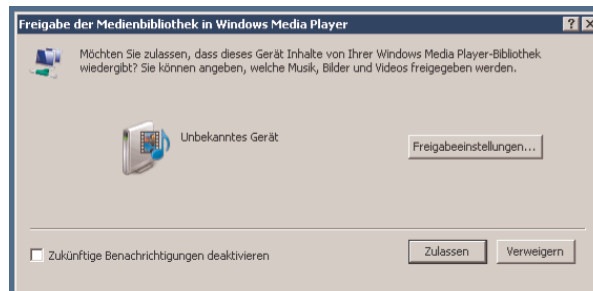 Freigabe der Medienbibliothek in Windows Media Player
Möchten Sie zulassen, dass dieses Gerät Inhalte von Ihrer Windows Media Player-Bibliothek
wiedergibt? Sie können angeben, welche Musik, Bilder und Videos freigegeben werden.
Unbekanntes Gerät
Freigabeeinstellungen...
Zukünftige Benachrichtigungen deaktivieren
Zulassen
Verweigern